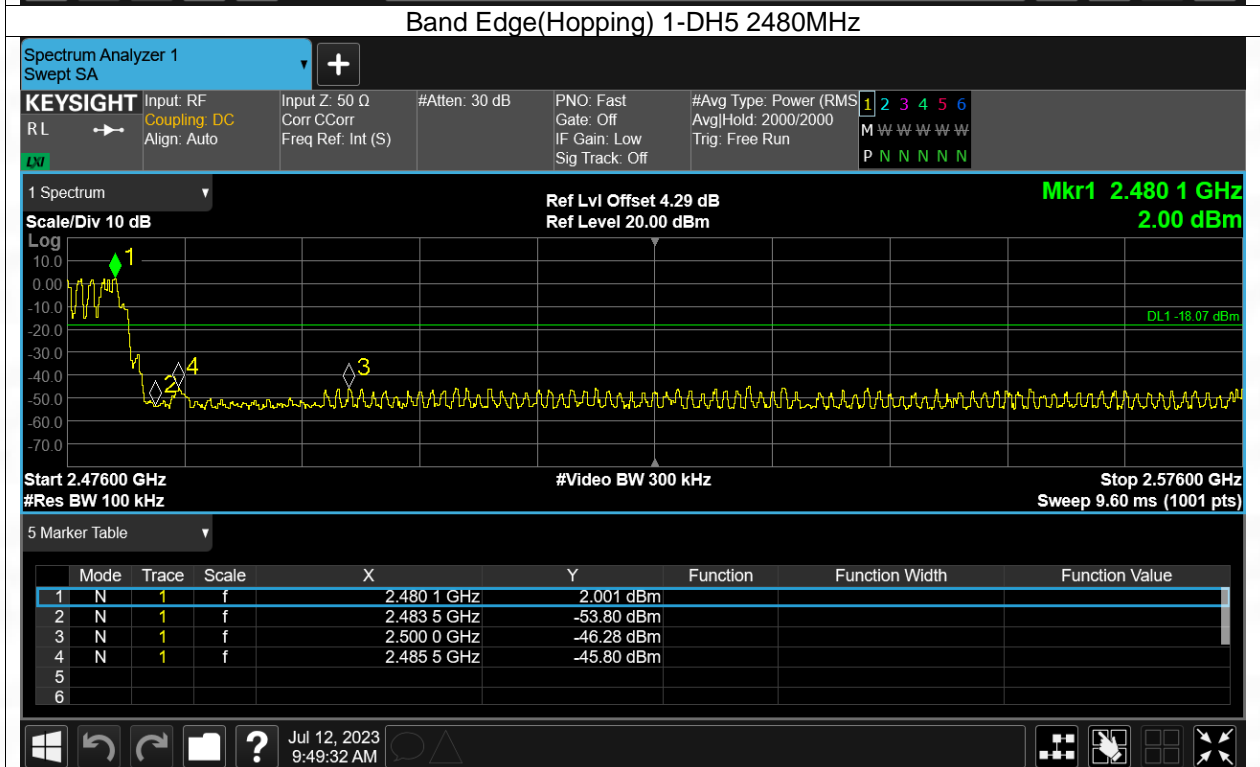 Band Edge(Hopping) 1-DH5 2480MHz
Spectrum Analyzer 1
Swept SA
+
KEYSIGHT Input: RF Input Z: 50 Ω #Atten: 30 dB PNO: Fast #Avg Type: Power (RMS 1 2 3 4 5 6
RL Coupling: DC Corr CCorr Gate: Off Avg|Hold: 2000/2000 M W W W W W
Align: Auto Freq Ref: Int (S) IF Gain: Low Trig: Free Run
LXI Sig Track: Off P N N N N N
1 Spectrum Ref Lvl Offset 4.29 dB Mkr1 2.480 1 GHz
Scale/Div 10 dB Ref Level 20.00 dBm 2.00 dBm
Log
10.0 1
0.00
-10.0
DL1 -18.07 dBm
-20.0
-30.0
-40.0 2 4 3
-50.0
-60.0
-70.0
Start 2.47600 GHz #Video BW 300 kHz Stop 2.57600 GHz
#Res BW 100 kHz Sweep 9.60 ms (1001 pts)
5 Marker Table
Mode Trace Scale X Y Function Function Width Function Value
1 N 1 f 2.480 1 GHz 2.001 dBm
2 N 1 f 2.483 5 GHz -53.80 dBm
3 N 1 f 2.500 0 GHz -46.28 dBm
4 N 1 f 2.485 5 GHz -45.80 dBm
5
6
? Jul 12, 2023
9:49:32 AM